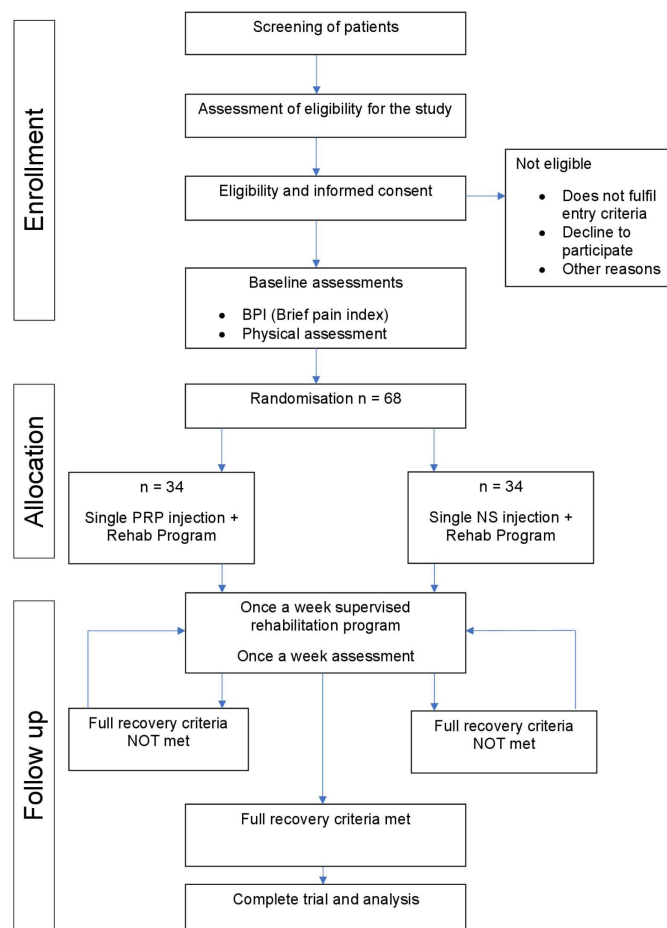 Enrollment
Screening of patients
Assessment of eligibility for the study
Eligibility and informed consent
Not eligible
• Does not fulfil
entry criteria
• Decline to
participate
• Other reasons
Baseline assessments
• BPI (Brief pain index)
• Physical assessment
Allocation
Randomisation n = 68
n = 34
Single PRP injection +
Rehab Program
n = 34
Single NS injection +
Rehab Program
Follow up
Once a week supervised
rehabilitation program
Once a week assessment
Full recovery criteria
NOT met
Full recovery criteria
NOT met
Full recovery criteria met
Complete trial and analysis